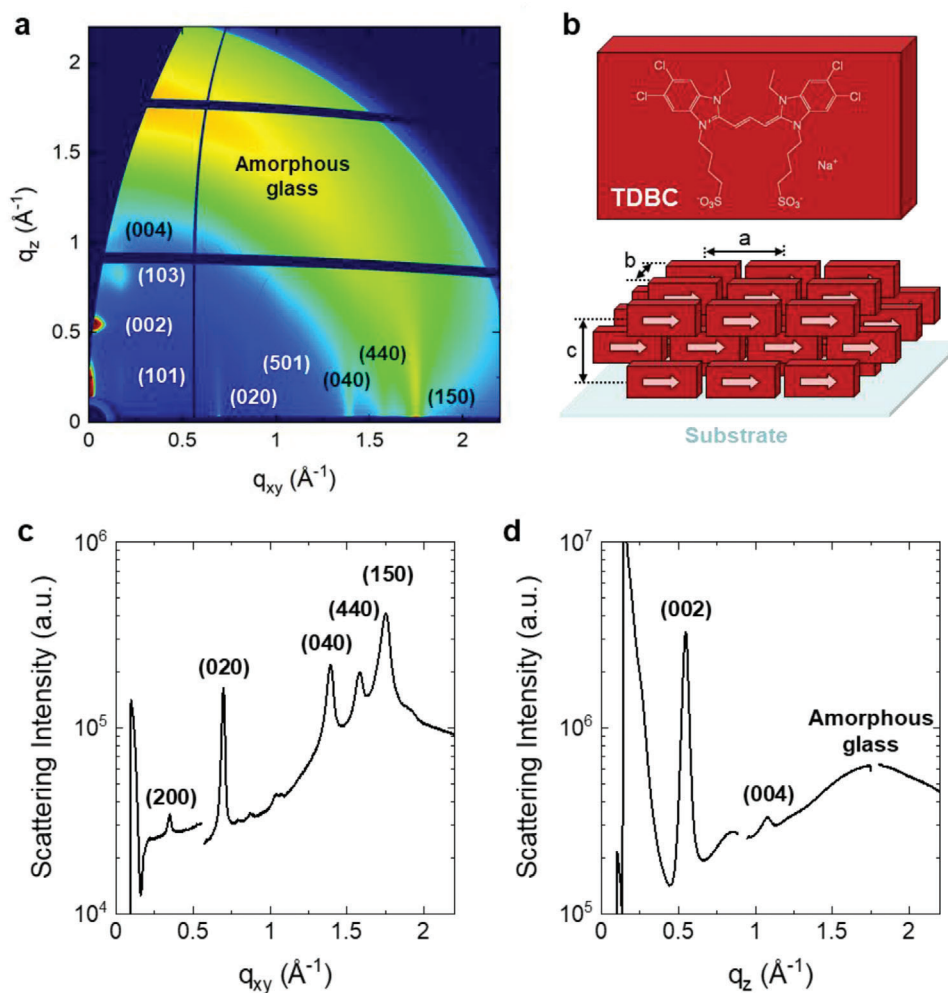 a
2
1.5
1
0.5
0
q_z (Å⁻¹)
Amorphous
glass
(004)
(103)
(002)
(101)
(020)
(501)
(040)
(440)
(150)
0
0.5
1
1.5
2
q_xy (Å⁻¹)
b
Cl
Cl
Cl
Cl
N
N
N⁺
N
⁻O₃S
SO₃⁻
Na⁺
TDBC
a
b
c
Substrate
c
Scattering Intensity (a.u.)
10⁶
10⁵
10⁴
(200)
(020)
(040)
(440)
(150)
0
0.5
1
1.5
2
q_xy (Å⁻¹)
d
Scattering Intensity (a.u.)
10⁷
10⁶
10⁵
(002)
(004)
Amorphous
glass
0
0.5
1
1.5
2
q_z (Å⁻¹)